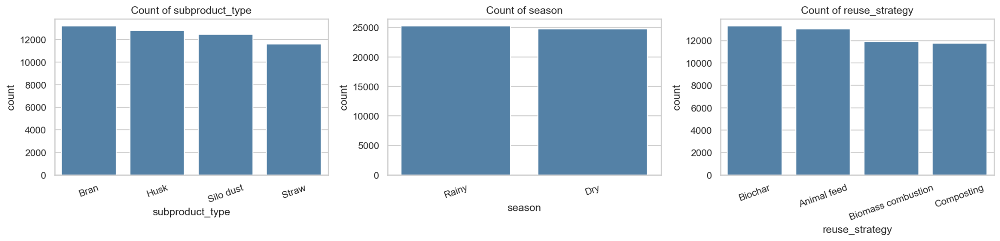 Count of subproduct_type
count
12000
10000
8000
6000
4000
2000
0
Bran
Husk
Silo dust
Straw
subproduct_type
Count of season
count
25000
20000
15000
10000
5000
0
Rainy
Dry
season
Count of reuse_strategy
count
12000
10000
8000
6000
4000
2000
0
Biochar
Animal feed
Biomass combustion
Composting
reuse_strategy